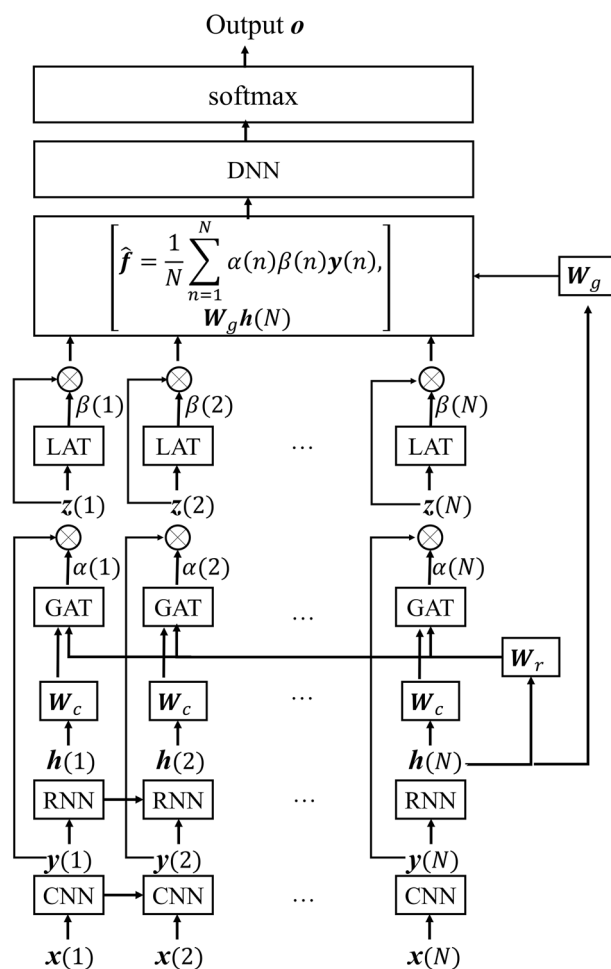 Output o
softmax
DNN
f̂ = 1/N ∑_{n=1}^{N} α(n)β(n)y(n),
W_g h(N)
W_g
β(1) β(2) β(N)
LAT LAT … LAT
z(1) z(2) z(N)
α(1) α(2) α(N)
GAT GAT … GAT
W_r
W_c W_c … W_c
h(1) h(2) h(N)
RNN RNN … RNN
y(1) y(2) y(N)
CNN CNN … CNN
x(1) x(2) x(N)